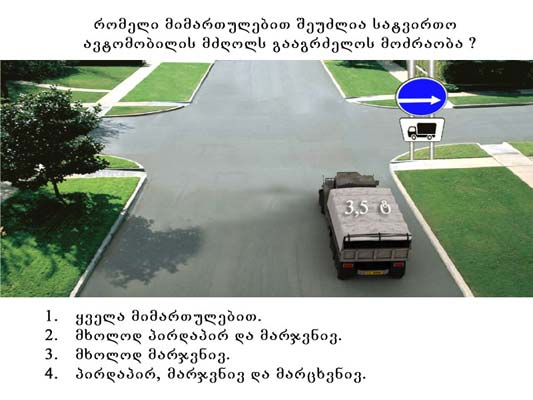 რომელი მიმართულებით შეუძლია სატვირთო
ავტომობილის მძღოლს გააგრძელოს მოძრაობა ?
3,5 ტ
1. ყველა მიმართულებით.
2. მხოლოდ პირდაპირ და მარჯვნივ.
3. მხოლოდ მარჯვნივ.
4. პირდაპირ, მარჯვნივ და მარცხვნივ.